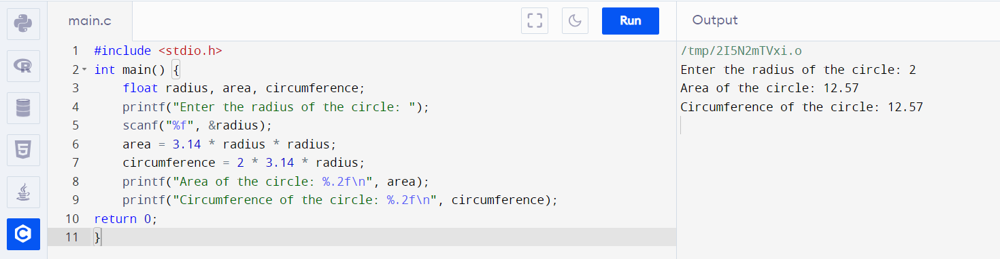 main.c
Run
Output
1 #include <stdio.h>
2 int main() {
3     float radius, area, circumference;
4     printf("Enter the radius of the circle: ");
5     scanf("%f", &radius);
6     area = 3.14 * radius * radius;
7     circumference = 2 * 3.14 * radius;
8     printf("Area of the circle: %.2f\n", area);
9     printf("Circumference of the circle: %.2f\n", circumference);
10 return 0;
11 }
/tmp/2I5N2mTVxi.o
Enter the radius of the circle: 2
Area of the circle: 12.57
Circumference of the circle: 12.57
R
5
C